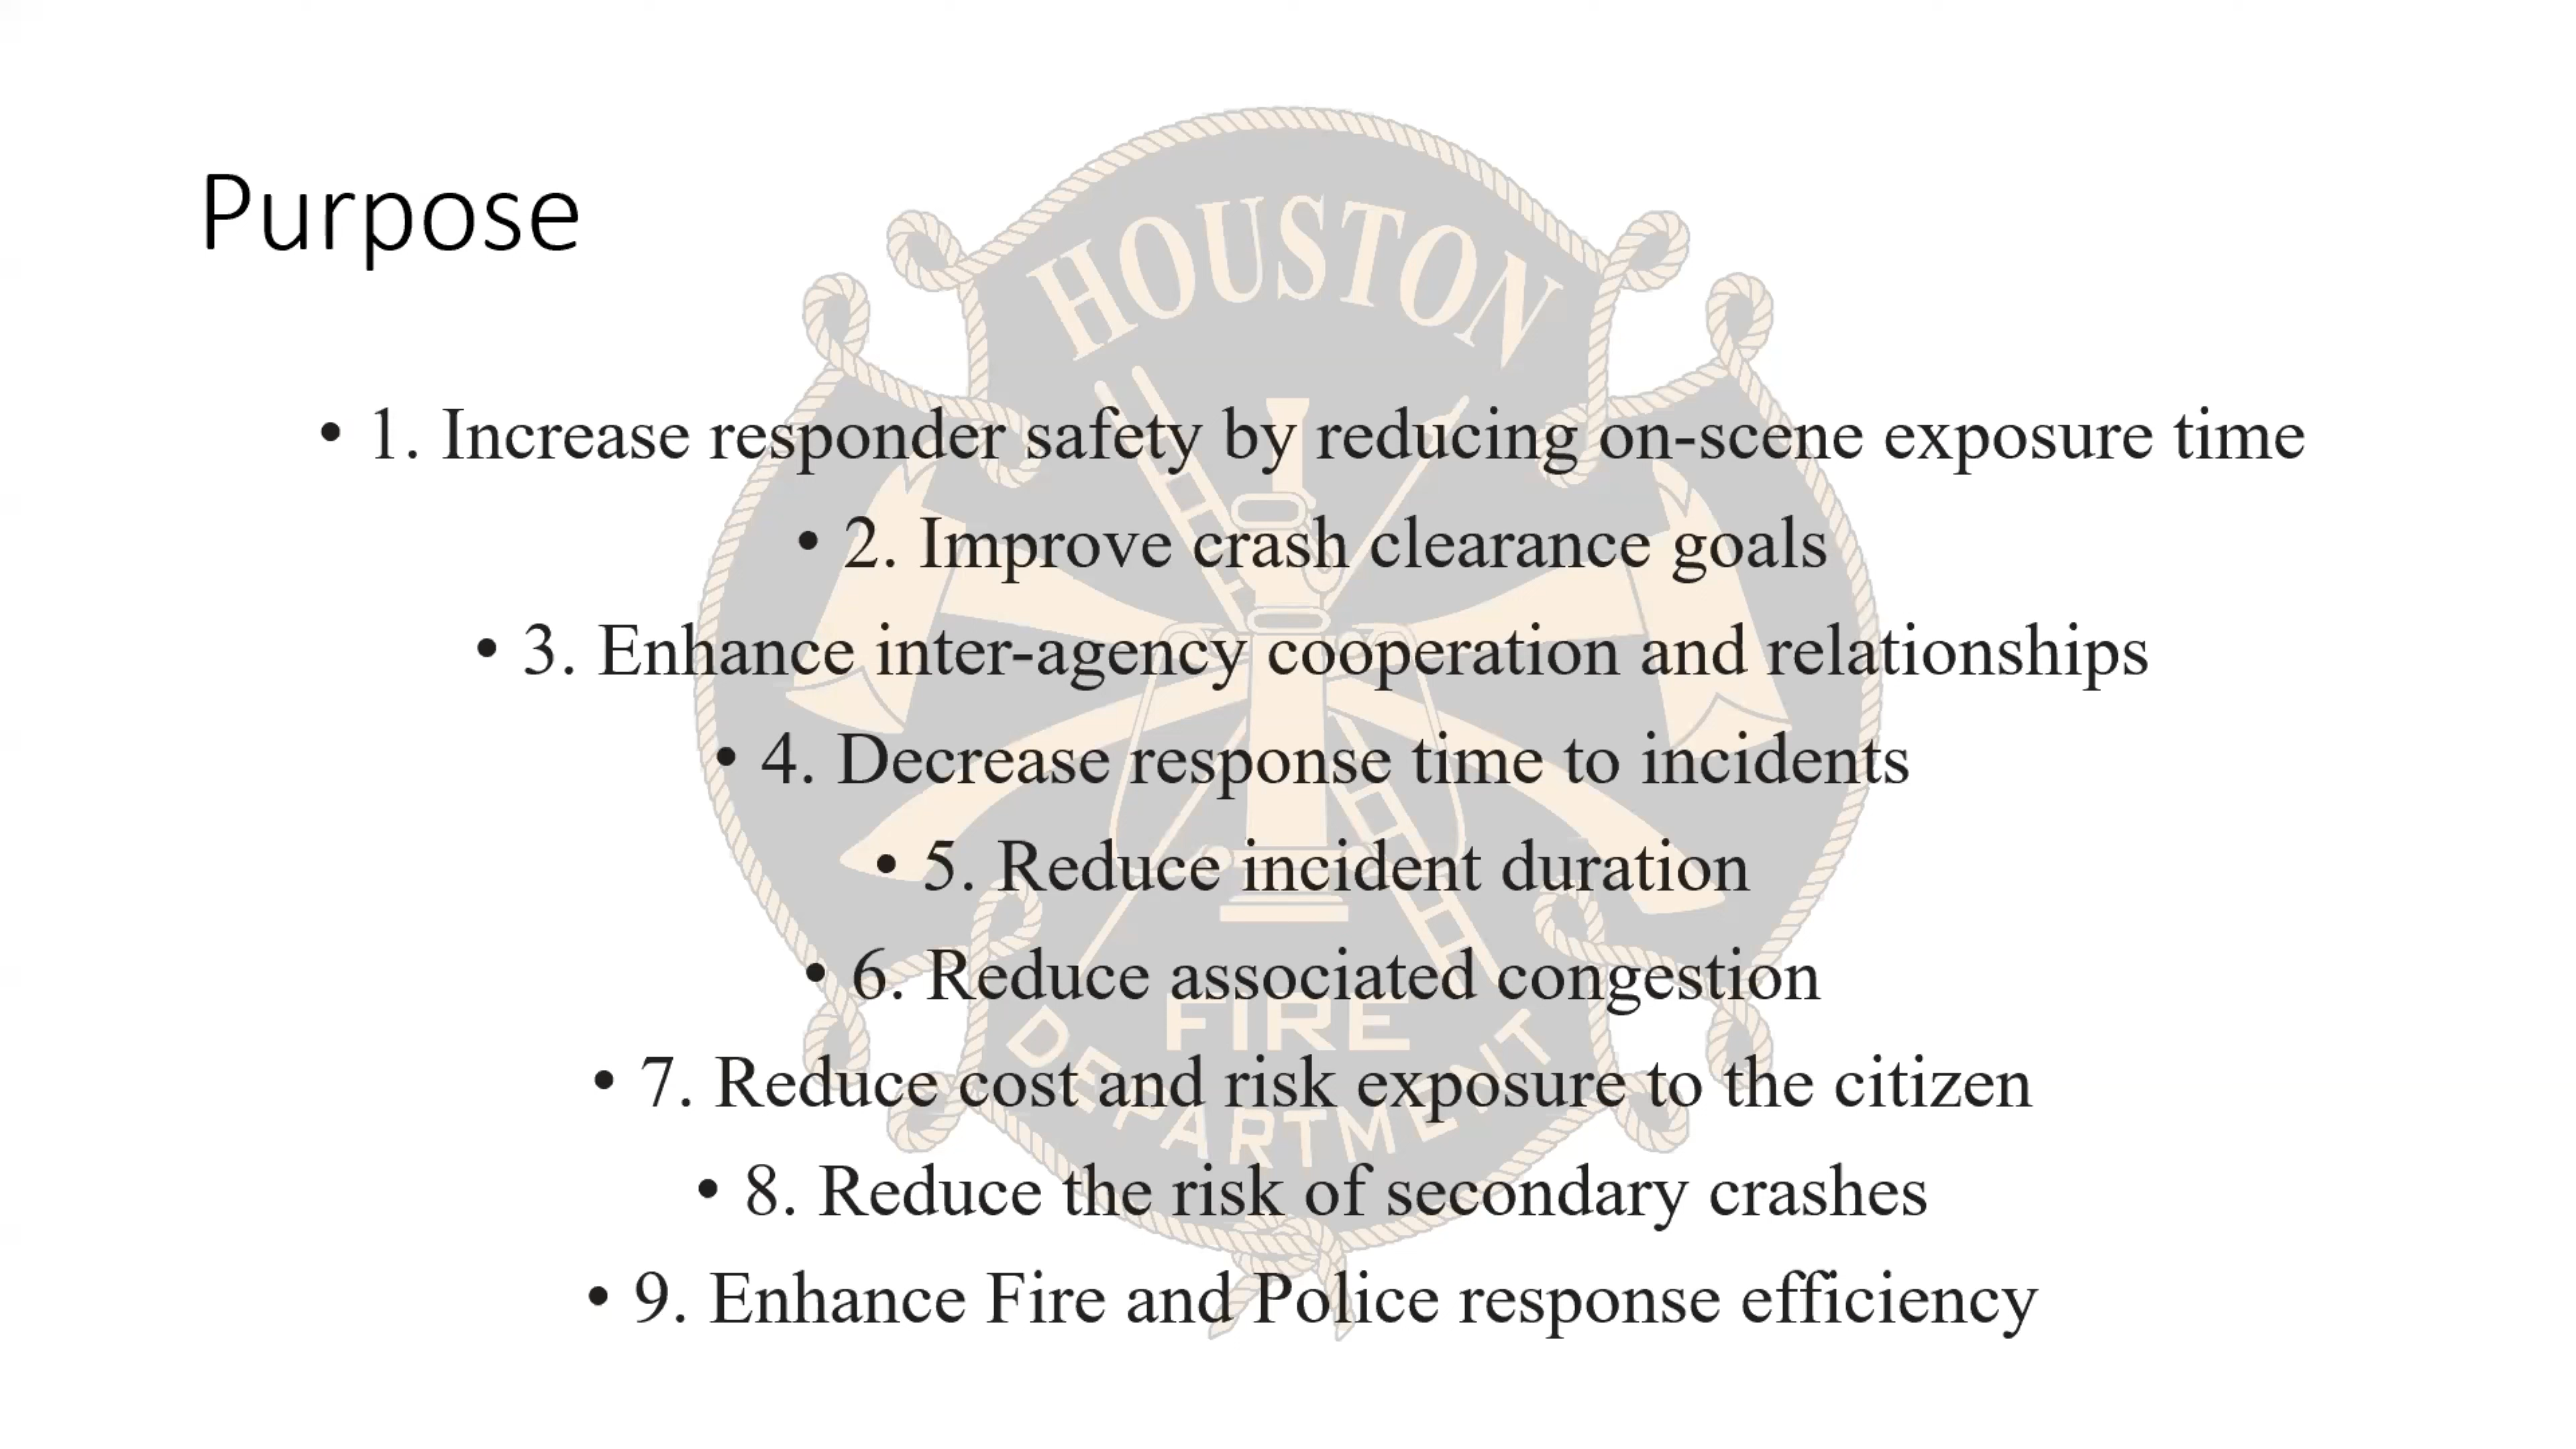 Purpose
HOUSTON
• 1. Increase responder safety by reducing on-scene exposure time
• 2. Improve crash clearance goals
• 3. Enhance inter-agency cooperation and relationships
• 4. Decrease response time to incidents
• 5. Reduce incident duration
• 6. Reduce associated congestion
FIRE
DEPARTMENT
• 7. Reduce cost and risk exposure to the citizen
• 8. Reduce the risk of secondary crashes
• 9. Enhance Fire and Police response efficiency